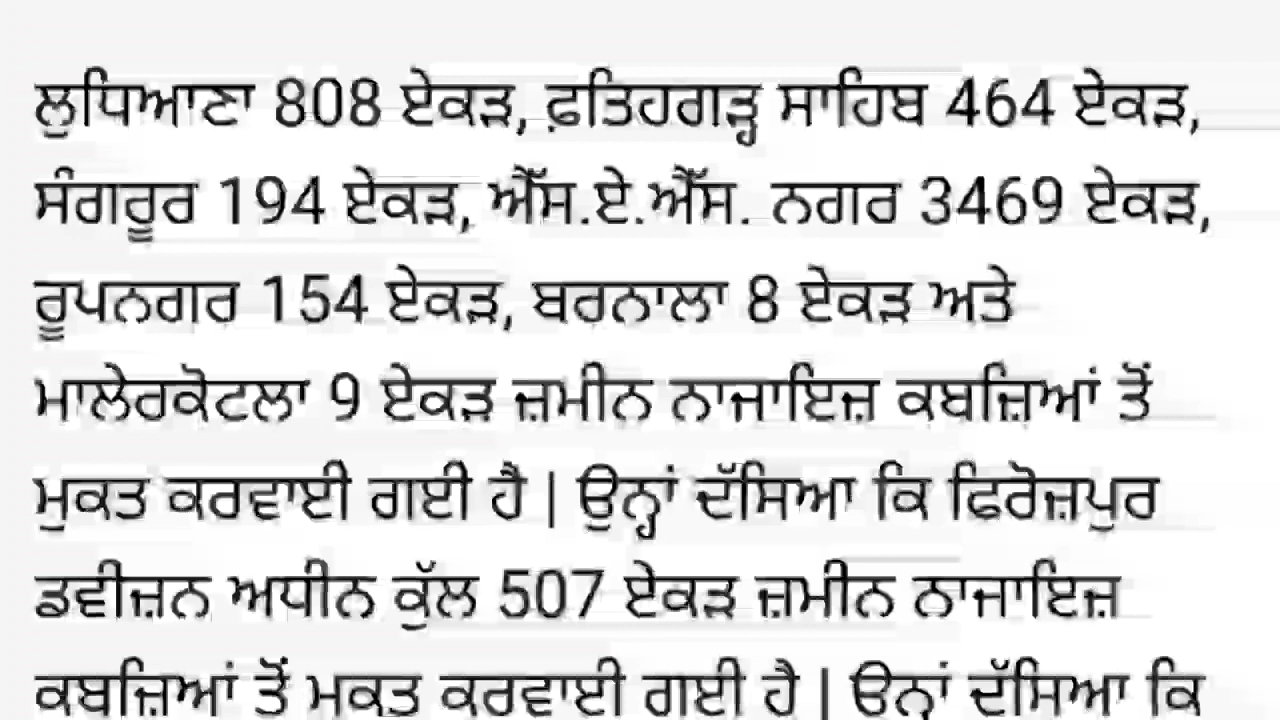 ਲੁਧਿਆਣਾ 808 ਏਕੜ, ਫ਼ਤਿਹਗੜ੍ਹ ਸਾਹਿਬ 464 ਏਕੜ,
ਸੰਗਰੂਰ 194 ਏਕੜ, ਐੱਸ.ਏ.ਐੱਸ. ਨਗਰ 3469 ਏਕੜ,
ਰੂਪਨਗਰ 154 ਏਕੜ, ਬਰਨਾਲਾ 8 ਏਕੜ ਅਤੇ
ਮਾਲੇਰਕੋਟਲਾ 9 ਏਕੜ ਜ਼ਮੀਨ ਨਾਜਾਇਜ਼ ਕਬਜ਼ਿਆਂ ਤੋਂ
ਮੁਕਤ ਕਰਵਾਈ ਗਈ ਹੈ | ਉਨ੍ਹਾਂ ਦੱਸਿਆ ਕਿ ਫਿਰੋਜ਼ਪੁਰ
ਡਵੀਜ਼ਨ ਅਧੀਨ ਕੁੱਲ 507 ਏਕੜ ਜ਼ਮੀਨ ਨਾਜਾਇਜ਼
ਕਬਜ਼ਿਆਂ ਤੋਂ ਮੁਕਤ ਕਰਵਾਈ ਗਈ ਹੈ | ਉਨ੍ਹਾਂ ਦੱਸਿਆ ਕਿ